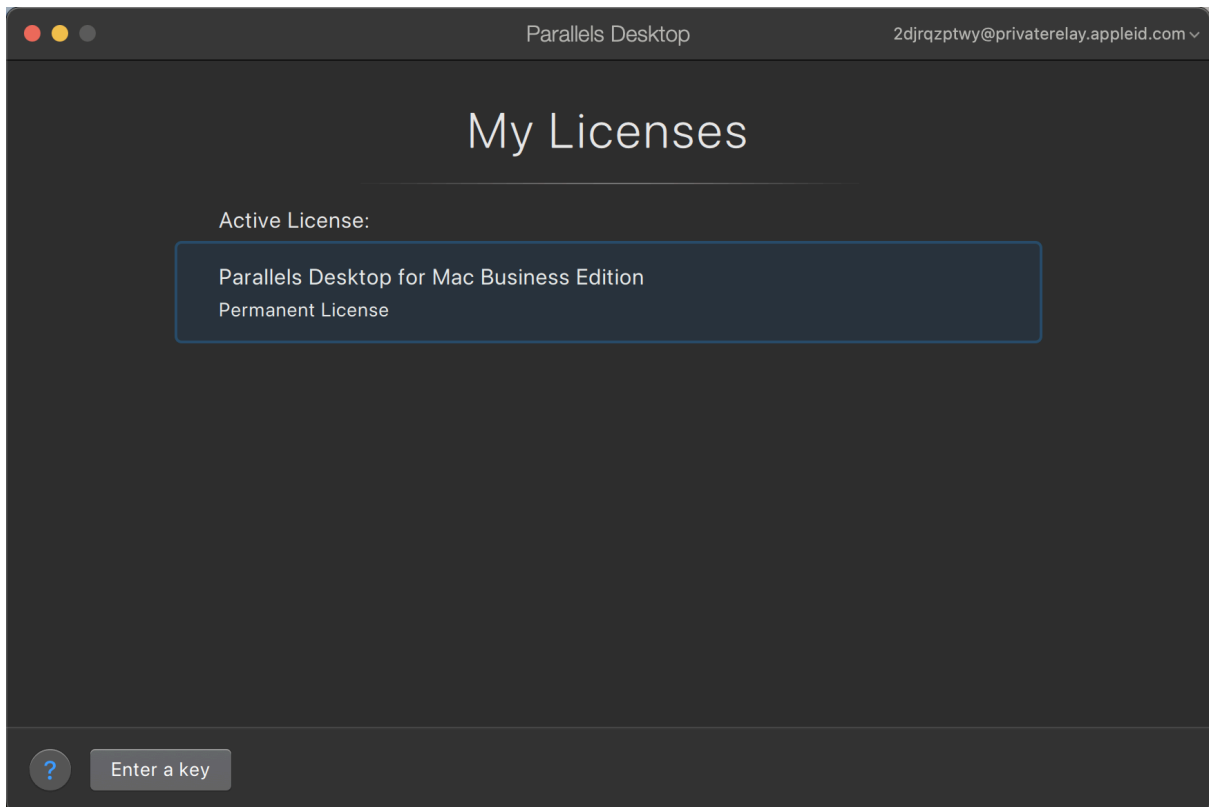 Parallels Desktop
2djrqzptwy@privaterelay.appleid.com
My Licenses
Active License:
Parallels Desktop for Mac Business Edition
Permanent License
?
Enter a key